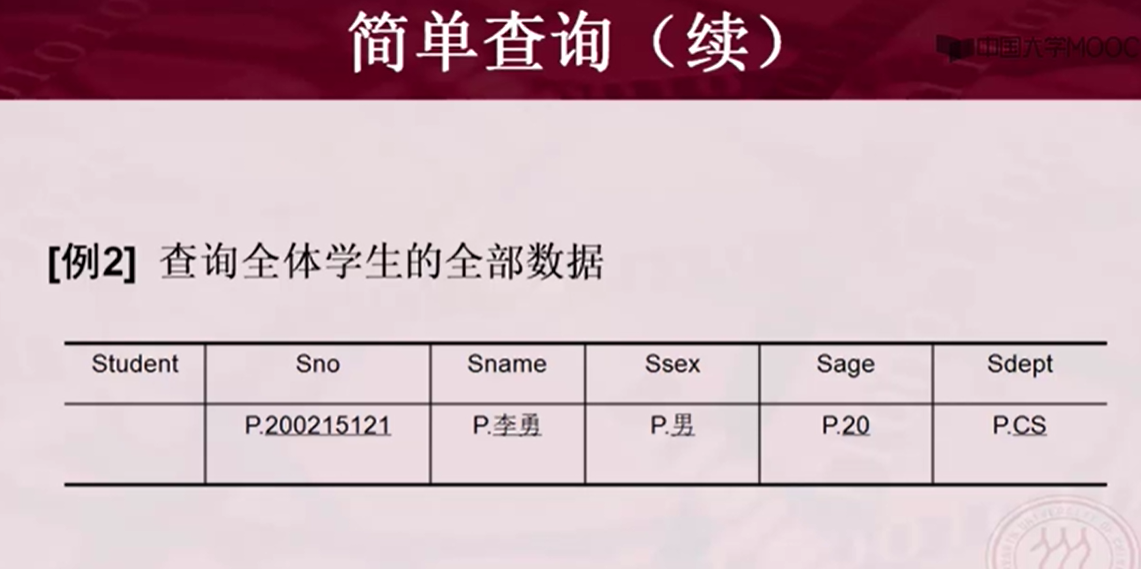 简单查询（续）
中国大学MOOC
[例2] 查询全体学生的全部数据
Student Sno Sname Ssex Sage Sdept
P.200215121 P.李勇 P.男 P.20 P.CS